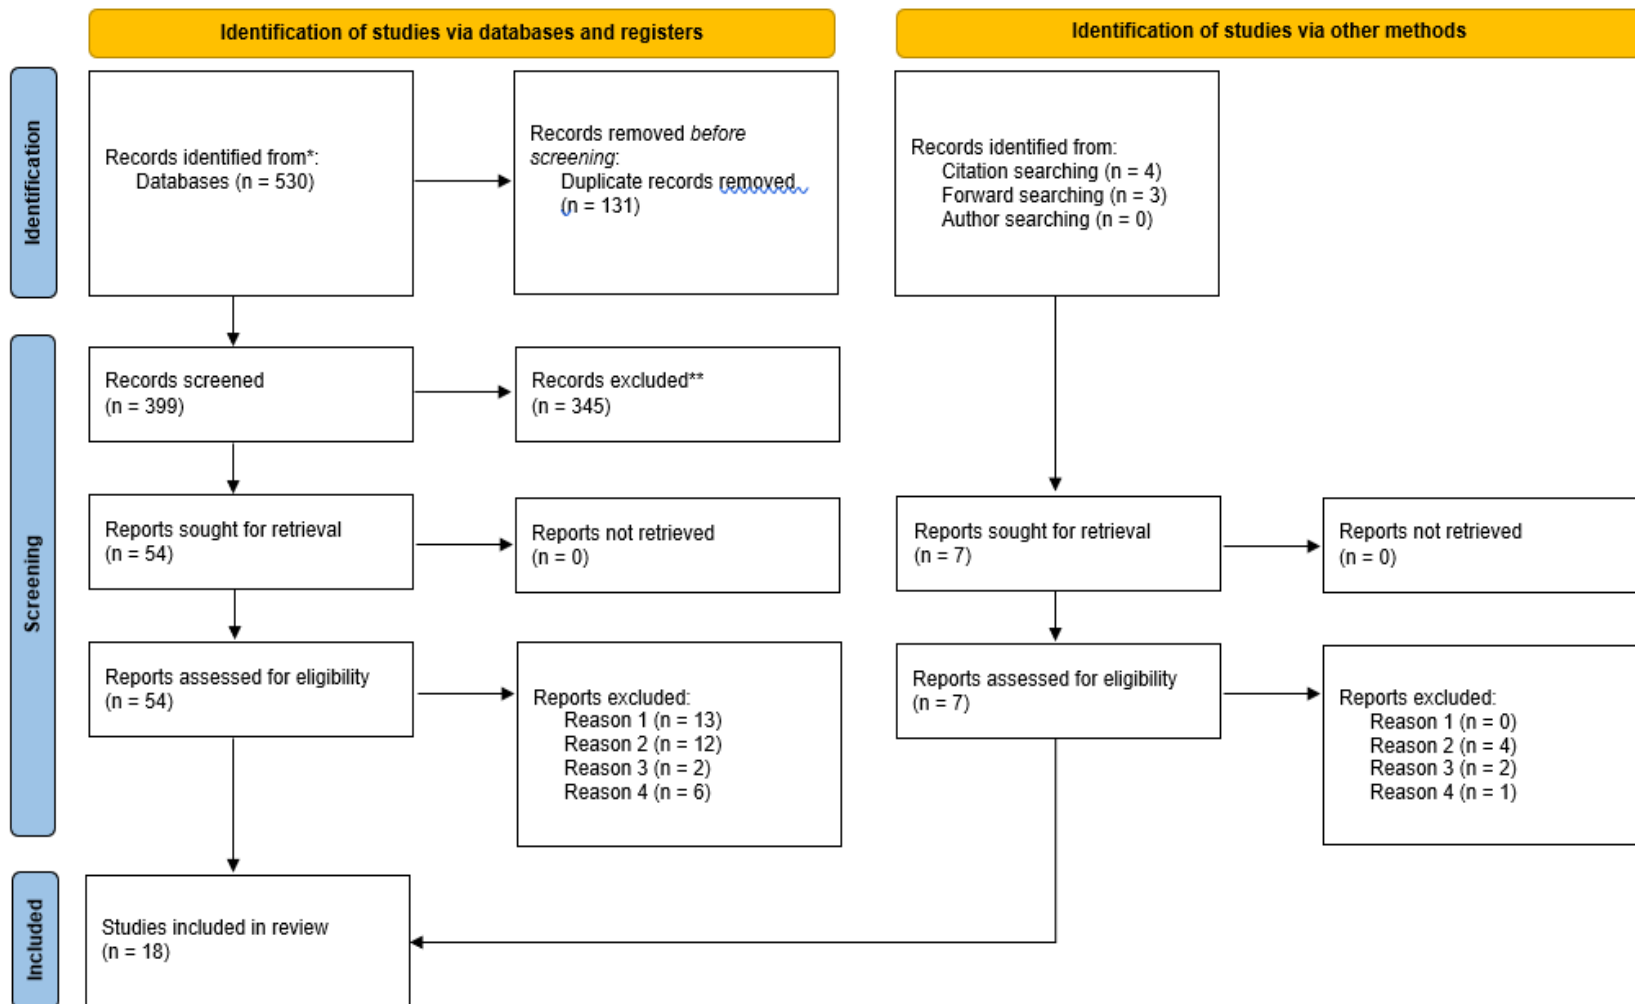 Identification of studies via databases and registers
Identification of studies via other methods
Identification
Records identified from*:
Databases (n = 530)
Records removed before
screening:
Duplicate records removed
(n = 131)
Records identified from:
Citation searching (n = 4)
Forward searching (n = 3)
Author searching (n = 0)
Screening
Records screened
(n = 399)
Records excluded**
(n = 345)
Reports sought for retrieval
(n = 54)
Reports not retrieved
(n = 0)
Reports sought for retrieval
(n = 7)
Reports not retrieved
(n = 0)
Reports assessed for eligibility
(n = 54)
Reports excluded:
Reason 1 (n = 13)
Reason 2 (n = 12)
Reason 3 (n = 2)
Reason 4 (n = 6)
Reports assessed for eligibility
(n = 7)
Reports excluded:
Reason 1 (n = 0)
Reason 2 (n = 4)
Reason 3 (n = 2)
Reason 4 (n = 1)
Included
Studies included in review
(n = 18)